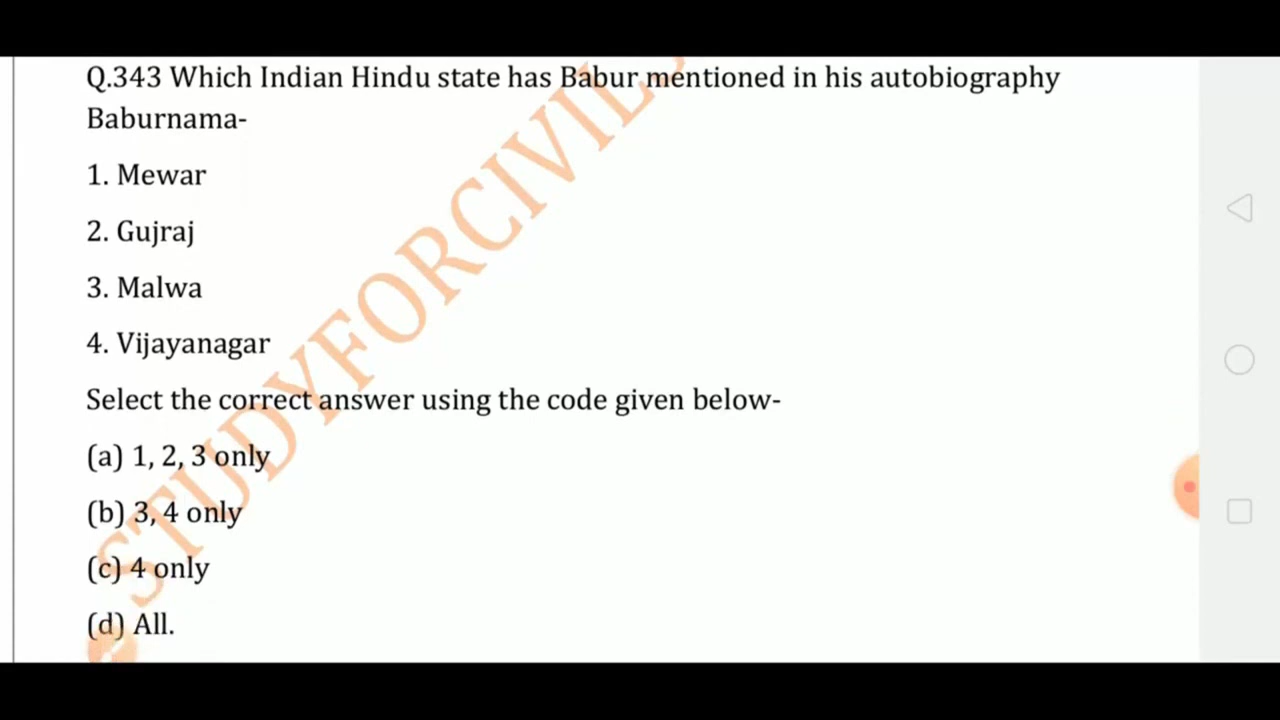 Q.343 Which Indian Hindu state has Babur mentioned in his autobiography
Baburnama-
1. Mewar
2. Gujraj
3. Malwa
4. Vijayanagar
Select the correct answer using the code given below-
(a) 1, 2, 3 only
(b) 3, 4 only
(c) 4 only
(d) All.
STUDYFORCIVILS